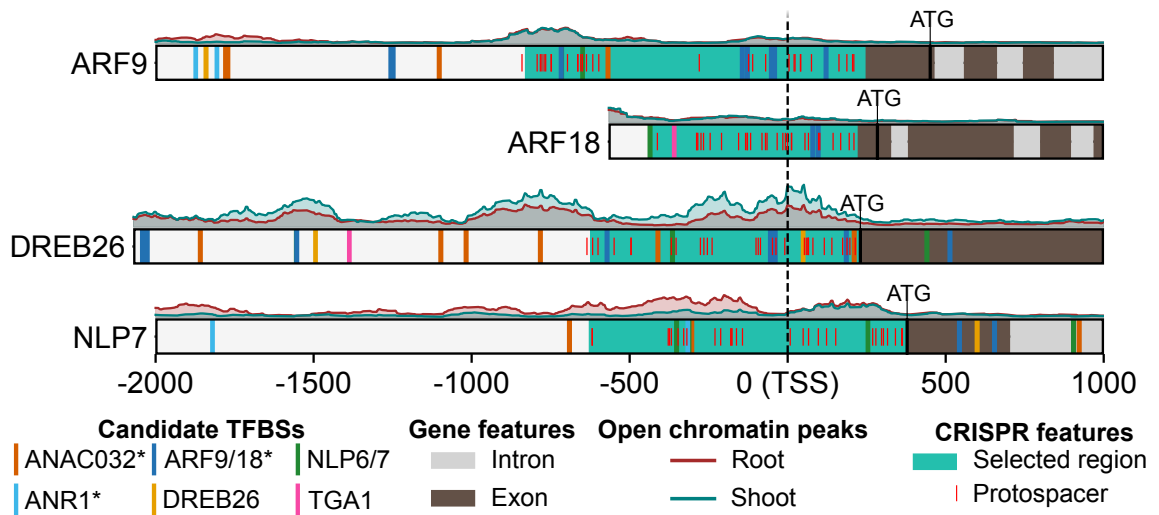 ATG
ARF9
ATG
ARF18
ATG
DREB26
ATG
NLP7
-2000 -1500 -1000 -500 0 (TSS) 500 1000
Candidate TFBSs Gene features Open chromatin peaks CRISPR features
ANAC032* ARF9/18* NLP6/7 Intron Root Selected region
ANR1* DREB26 TGA1 Exon Shoot Protospacer